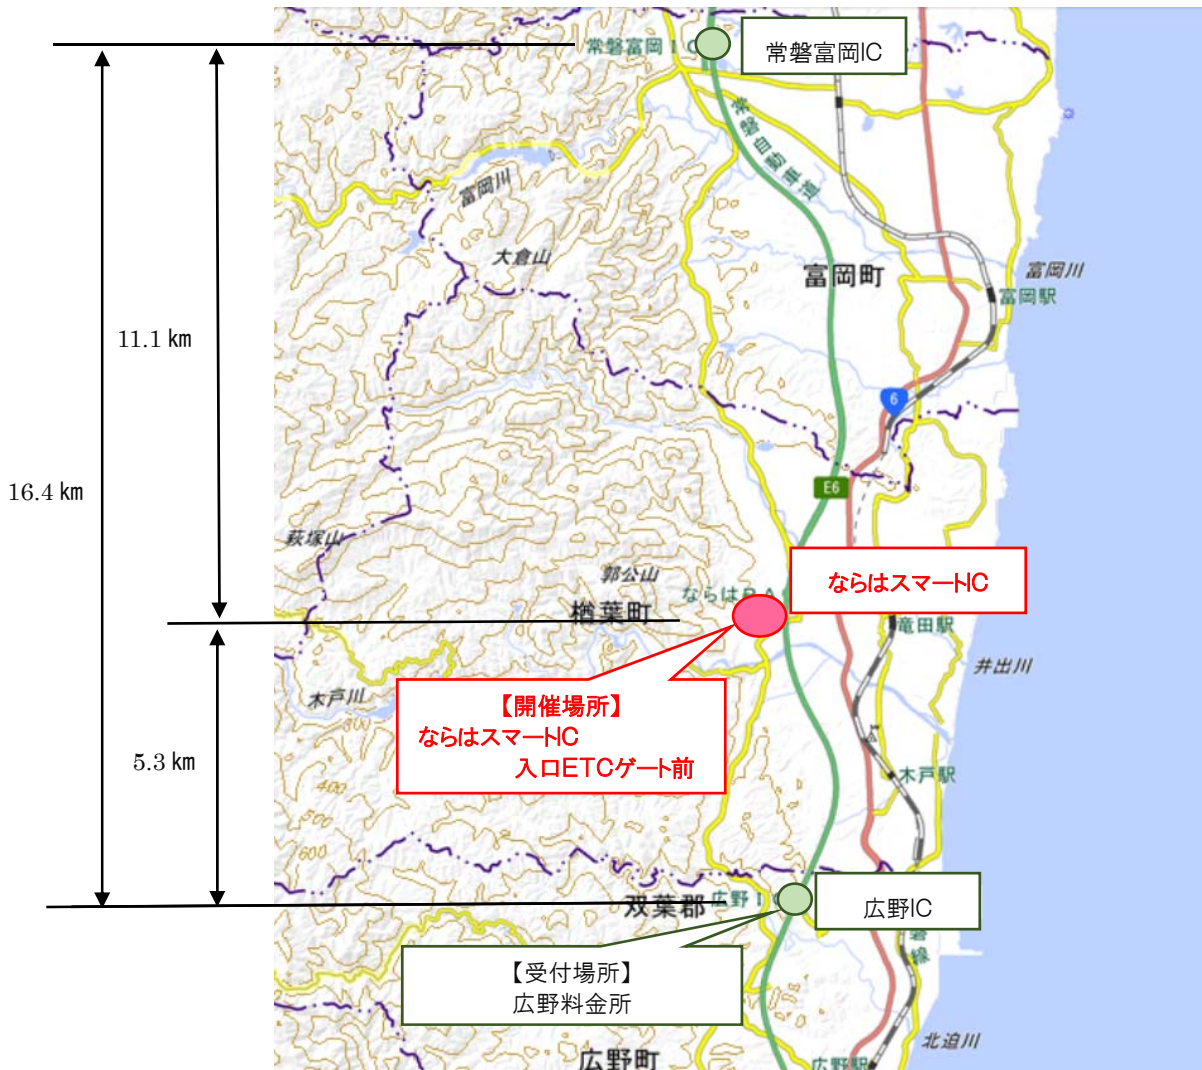 常磐富岡IC
常磐富岡IC
常磐自動車道
富岡川
大倉山
富岡町
富岡川
富岡駅
11.1 ㎞
6
16.4 ㎞
E6
萩塚山
郭公山
ならはPA
ならはスマートIC
楢葉町
竜田駅
井出川
木戸川
300
【開催場所】
ならはスマートIC
入口ETCゲート前
5.3 ㎞
木戸駅
400
500
600
双葉郡
広野IC
広野IC
磐線
【受付場所】
広野料金所
北迫川
広野町
広野駅